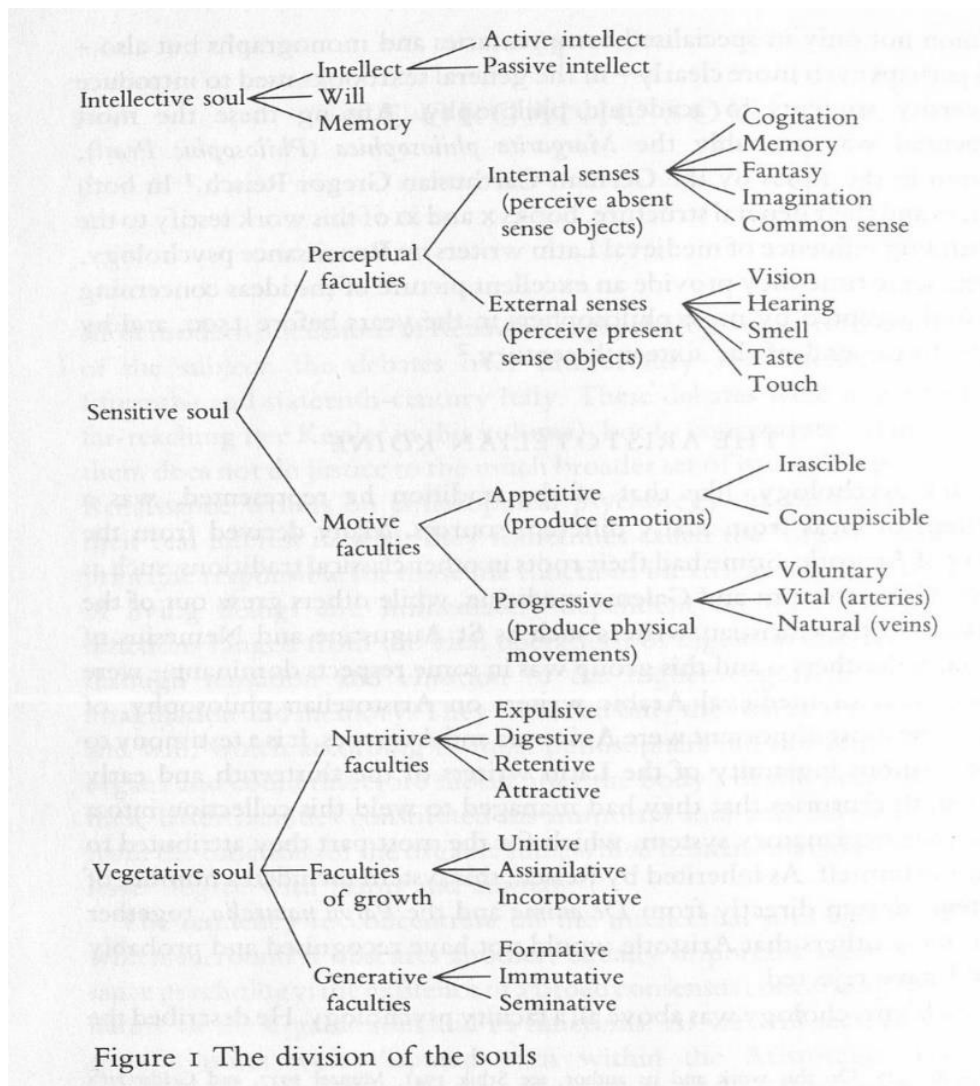 Active intellect
Intellect
Passive intellect
Intellective soul
Will
Memory
Cogitation
Memory
Internal senses
Fantasy
(perceive absent
Imagination
sense objects)
Common sense
Perceptual
faculties
Vision
External senses
Hearing
(perceive present
Smell
sense objects)
Taste
Touch
Sensitive soul
Irascible
Appetitive
(produce emotions)
Concupiscible
Motive
faculties
Voluntary
Progressive
Vital (arteries)
(produce physical
Natural (veins)
movements)
Expulsive
Nutritive
Digestive
faculties
Retentive
Attractive
Unitive
Vegetative soul
Faculties
Assimilative
of growth
Incorporative
Formative
Generative
Immutative
faculties
Seminative
Figure 1 The division of the souls